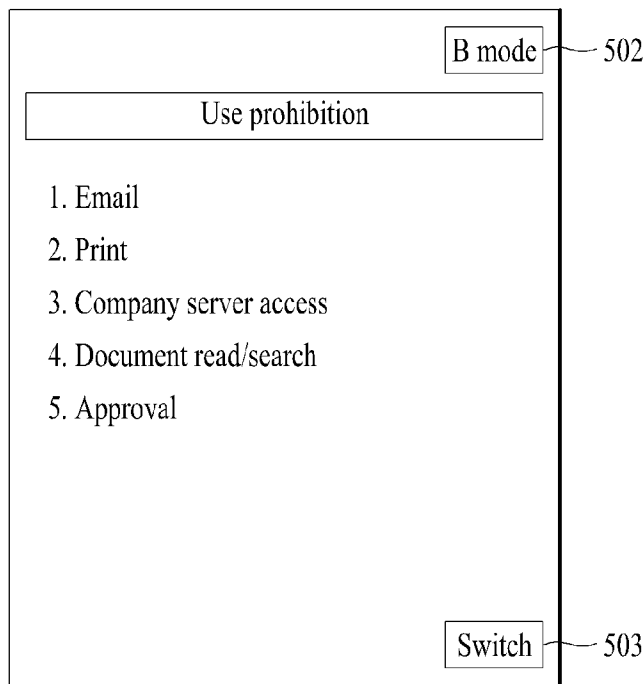 B mode 502
Use prohibition
1. Email
2. Print
3. Company server access
4. Document read/search
5. Approval
Switch 503